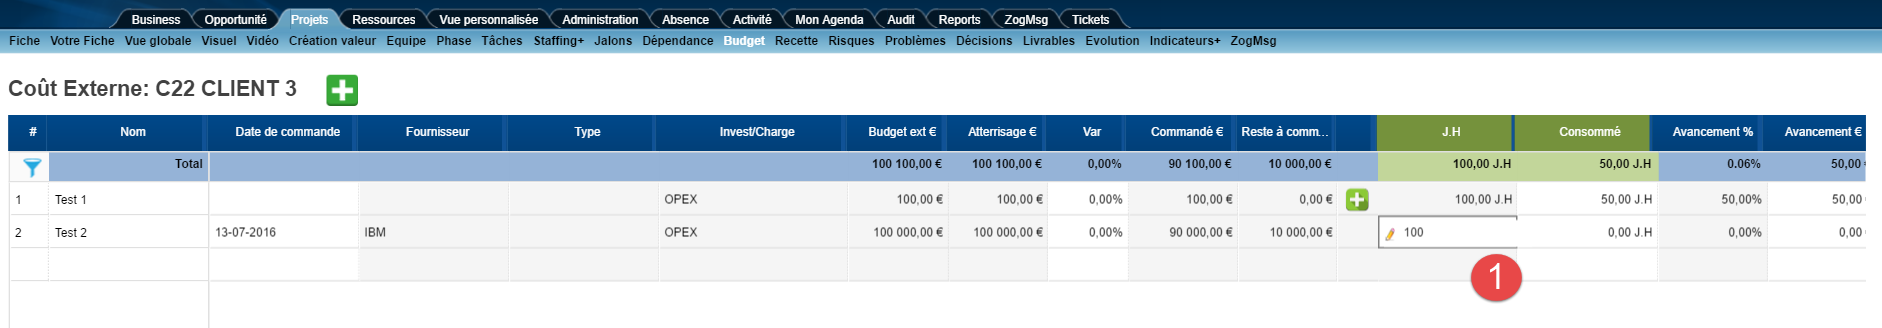 Business Opportunité Projets Ressources Vue personnalisée Administration Absence Activité Mon Agenda Audit Reports ZogMsg Tickets
Fiche Votre Fiche Vue globale Visuel Vidéo Création valeur Equipe Phase Tâches Staffing+ Jalons Dépendance Budget Recette Risques Problèmes Décisions Livrables Evolution Indicateurs+ ZogMsg
Coût Externe: C22 CLIENT 3
# Nom Date de commande Fournisseur Type Invest/Charge Budget ext € Atterrisage € Var Commandé € Reste à comm... J.H Consommé Avancement % Avancement €
Total 100 100,00 € 100 100,00 € 0,00% 90 100,00 € 10 000,00 € 100,00 J.H 50,00 J.H 0.06% 50,00
1 Test 1 OPEX 100,00 € 100,00 € 0,00% 100,00 € 0,00 € 100,00 J.H 50,00 J.H 50,00% 50,00
2 Test 2 13-07-2016 IBM OPEX 100 000,00 € 100 000,00 € 0,00% 90 000,00 € 10 000,00 € 100 0,00 J.H 0,00% 0,00
1